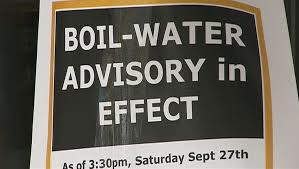 BOIL-WATER
ADVISORY in
EFFECT
As of 3:30pm, Saturday Sept 27th